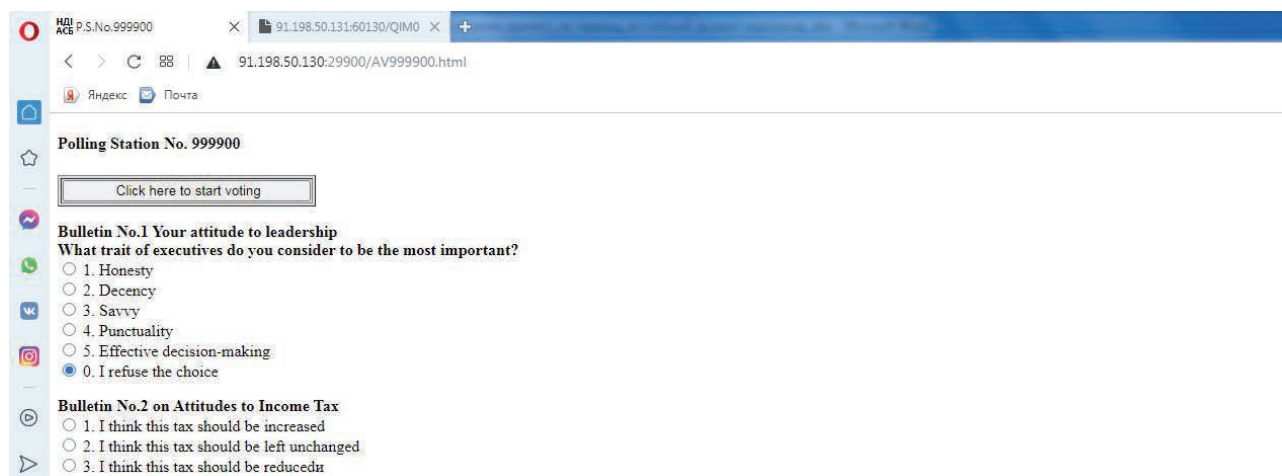 НДІ АСБ P.S.No.999900
91.198.50.131:60130/QIM0
91.198.50.130:29900/AV999900.html
Я Яндекс Почта
Polling Station No. 999900
Click here to start voting
Bulletin No.1 Your attitude to leadership
What trait of executives do you consider to be the most important?
1. Honesty
2. Decency
3. Savvy
4. Punctuality
5. Effective decision-making
0. I refuse the choice
Bulletin No.2 on Attitudes to Income Tax
1. I think this tax should be increased
2. I think this tax should be left unchanged
3. I think this tax should be reducedи